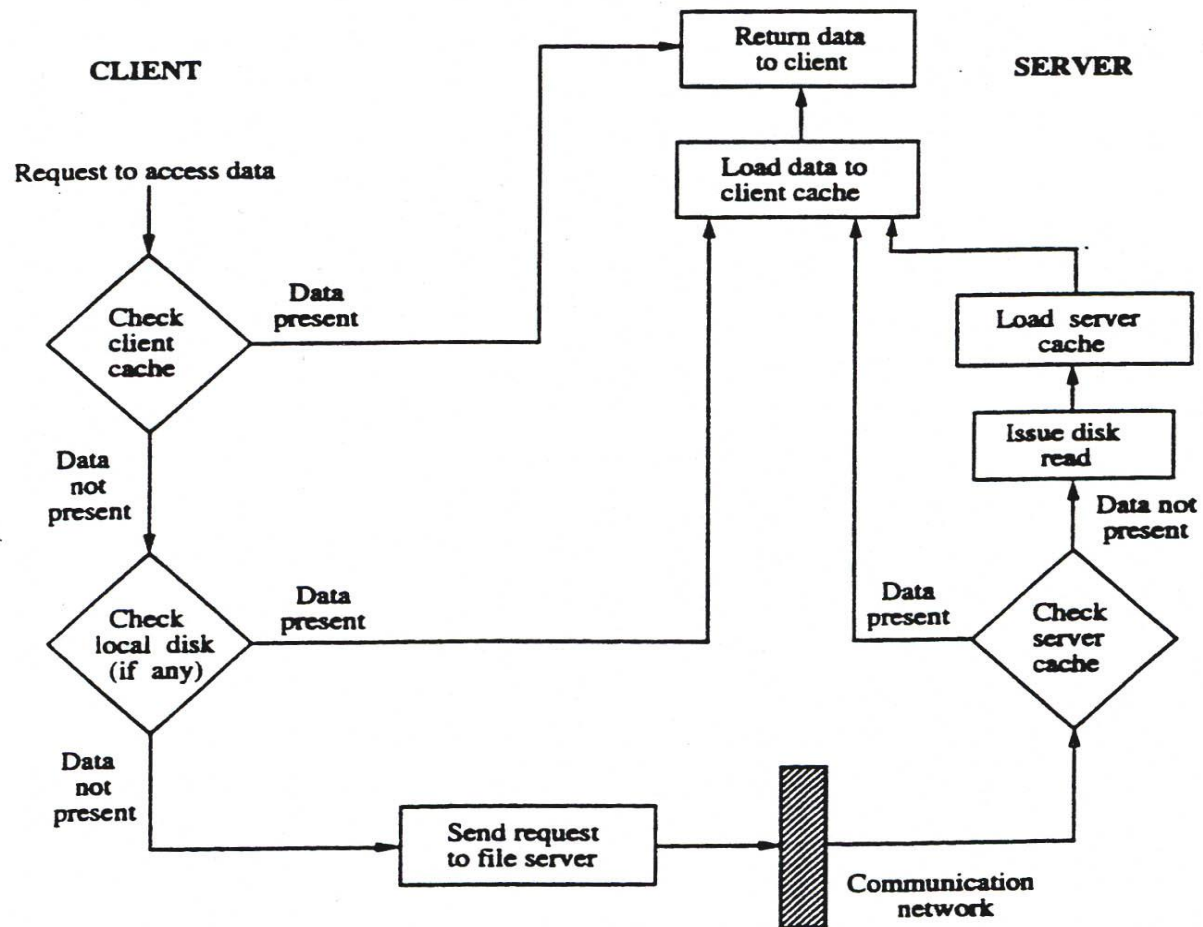 CLIENT
SERVER
Return data
to client
Load data to
client cache
Request to access data
Check
client
cache
Data
present
Data
not
present
Check
local disk
(if any)
Data
present
Data
not
present
Send request
to file server
Communication
network
Check
server
cache
Data
present
Data not
present
Issue disk
read
Load server
cache